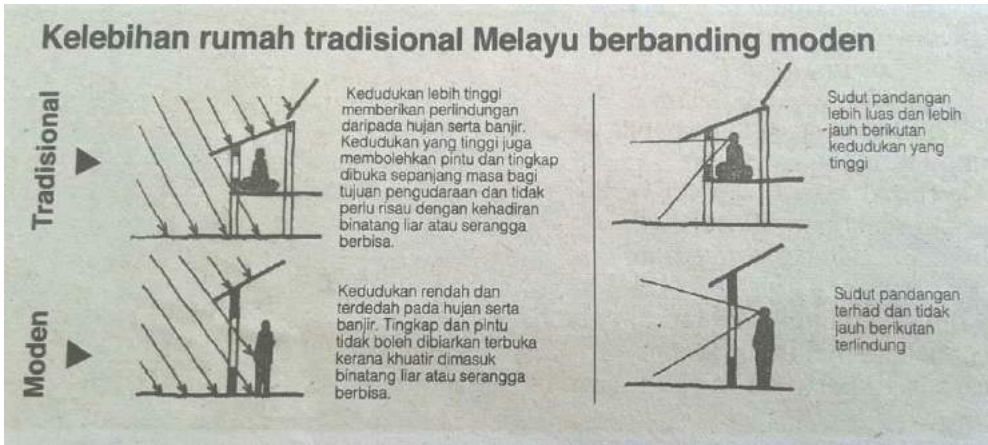 Kelebihan rumah tradisional Melayu berbanding moden
Tradisional
Kedudukan lebih tinggi
memberikan perlindungan
daripada hujan serta banjir.
Kedudukan yang tinggi juga
membolehkan pintu dan tingkap
dibuka sepanjang masa bagi
tujuan pengudaraan dan tidak
perlu risau dengan kehadiran
binatang liar atau serangga
berbisa.
Sudut pandangan
lebih luas dan lebih
jauh berikutan
kedudukan yang
tinggi
Moden
Kedudukan rendah dan
terdedah pada hujan serta
banjir. Tingkap dan pintu
tidak boleh dibiarkan terbuka
kerana khuatir dimasuk
binatang liar atau serangga
berbisa.
Sudut pandangan
terhad dan tidak
jauh berikutan
terlindung